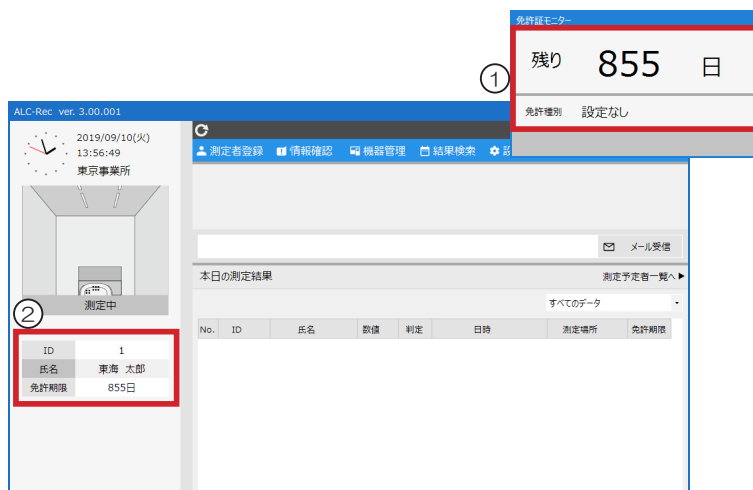 免許証モニター
残り 855 日
①
免許種別 設定なし
ALC-Rec ver. 3.00.001
2019/09/10(火)
13:56:49
東京事業所
測定者登録 情報確認 機器管理 結果検索
メール受信
本日の測定結果 測定予定者一覧へ▶
すべてのデータ
測定中
②
No. ID 氏名 数値 判定 日時 測定場所 免許期限
ID 1
氏名 東海 太郎
免許期限 855日